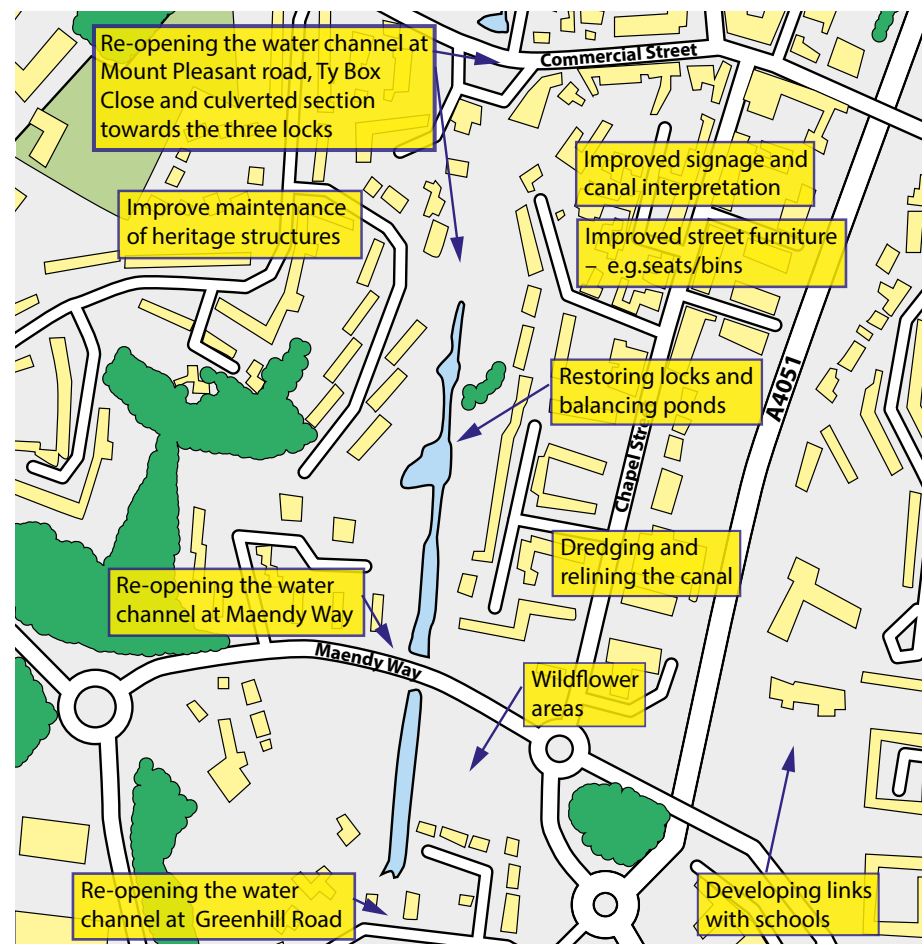 Re-opening the water channel at
Mount Pleasant road, Ty Box
Close and culverted section
towards the three locks
Commercial Street
Improved signage and
canal interpretation
Improve maintenance
of heritage structures
Improved street furniture
– e.g.seats/bins
A4051
Restoring locks and
balancing ponds
Chapel Street
Dredging and
relining the canal
Re-opening the water
channel at Maendy Way
Maendy Way
Wildflower
areas
Re-opening the water
channel at Greenhill Road
Developing links
with schools